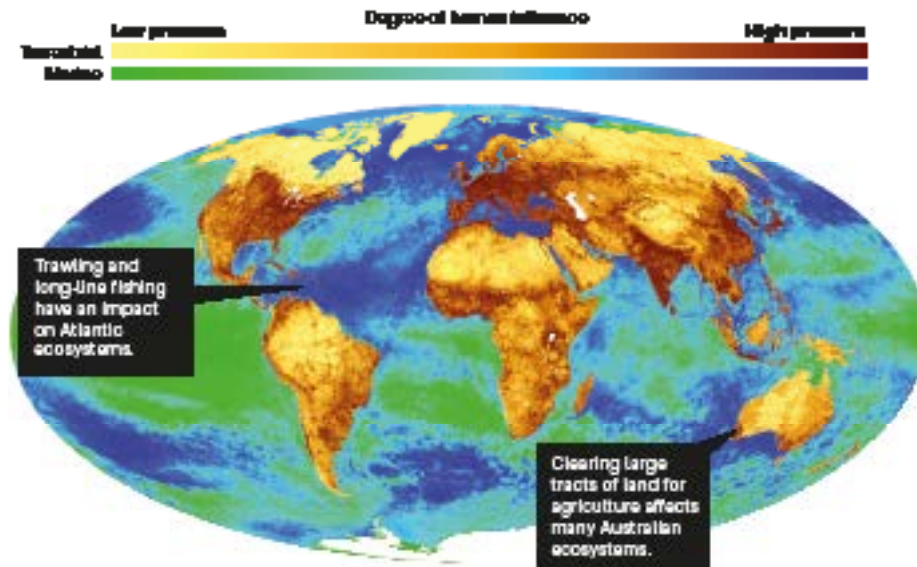 Degree of human influence
Low pressure
High pressure
Terrestrial
Marine
Trawling and
long-line fishing
have an impact
on Atlantic
ecosystems.
Clearing large
tracts of land for
agriculture affects
many Australian
ecosystems.